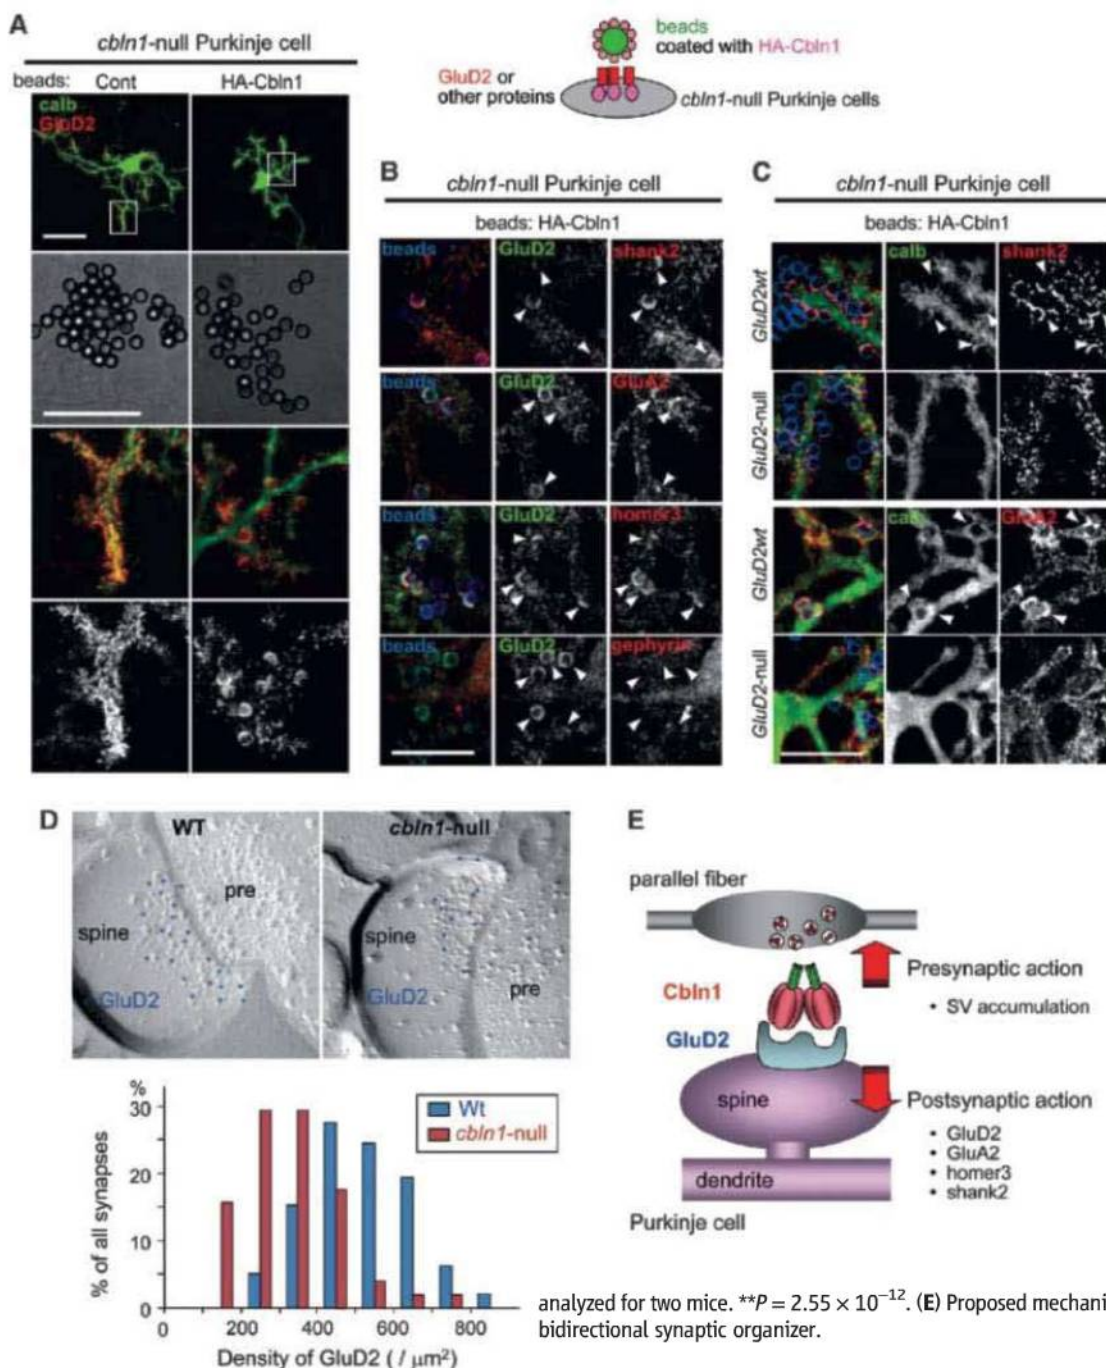 A
cbln1-null Purkinje cell
beads: Cont HA-Cbln1
calb
GluD2
beads
coated with HA-Cbln1
GluD2 or
other proteins
cbln1-null Purkinje cells
B
cbln1-null Purkinje cell
beads: HA-Cbln1
beads GluD2 shank2
beads GluD2 GluA2
beads GluD2 homer3
beads GluD2 gephyrin
C
cbln1-null Purkinje cell
beads: HA-Cbln1
GluD2wt
calb shank2
GluD2-null
GluD2wt
calb GluA2
GluD2-null
D
WT
pre
spine
GluD2
cbln1-null
spine
GluD2
pre
%
30
20
10
0
% of all synapses
Wt
cbln1-null
0 200 400 600 800
Density of GluD2 ( / μm²)
E
parallel fiber
Presynaptic action
• SV accumulation
Cbln1
GluD2
spine
Postsynaptic action
• GluD2
• GluA2
• homer3
• shank2
dendrite
Purkinje cell
analyzed for two mice. **P = 2.55 × 10⁻¹². (E) Proposed mechani
bidirectional synaptic organizer.